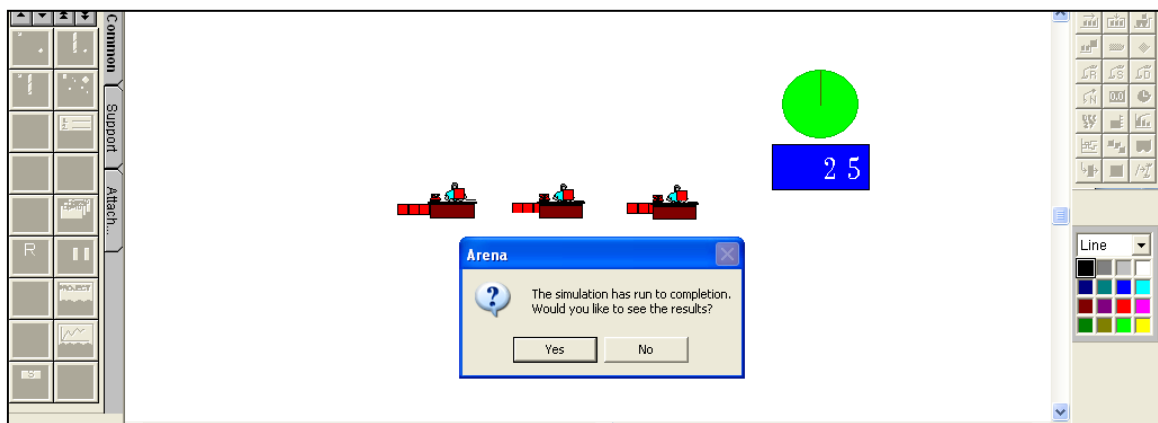 Common
Support
Attach...
R
PROJECT
S
25
Arena
The simulation has run to completion.
Would you like to see the results?
Yes
No
R
S
D
N
0.0
Line